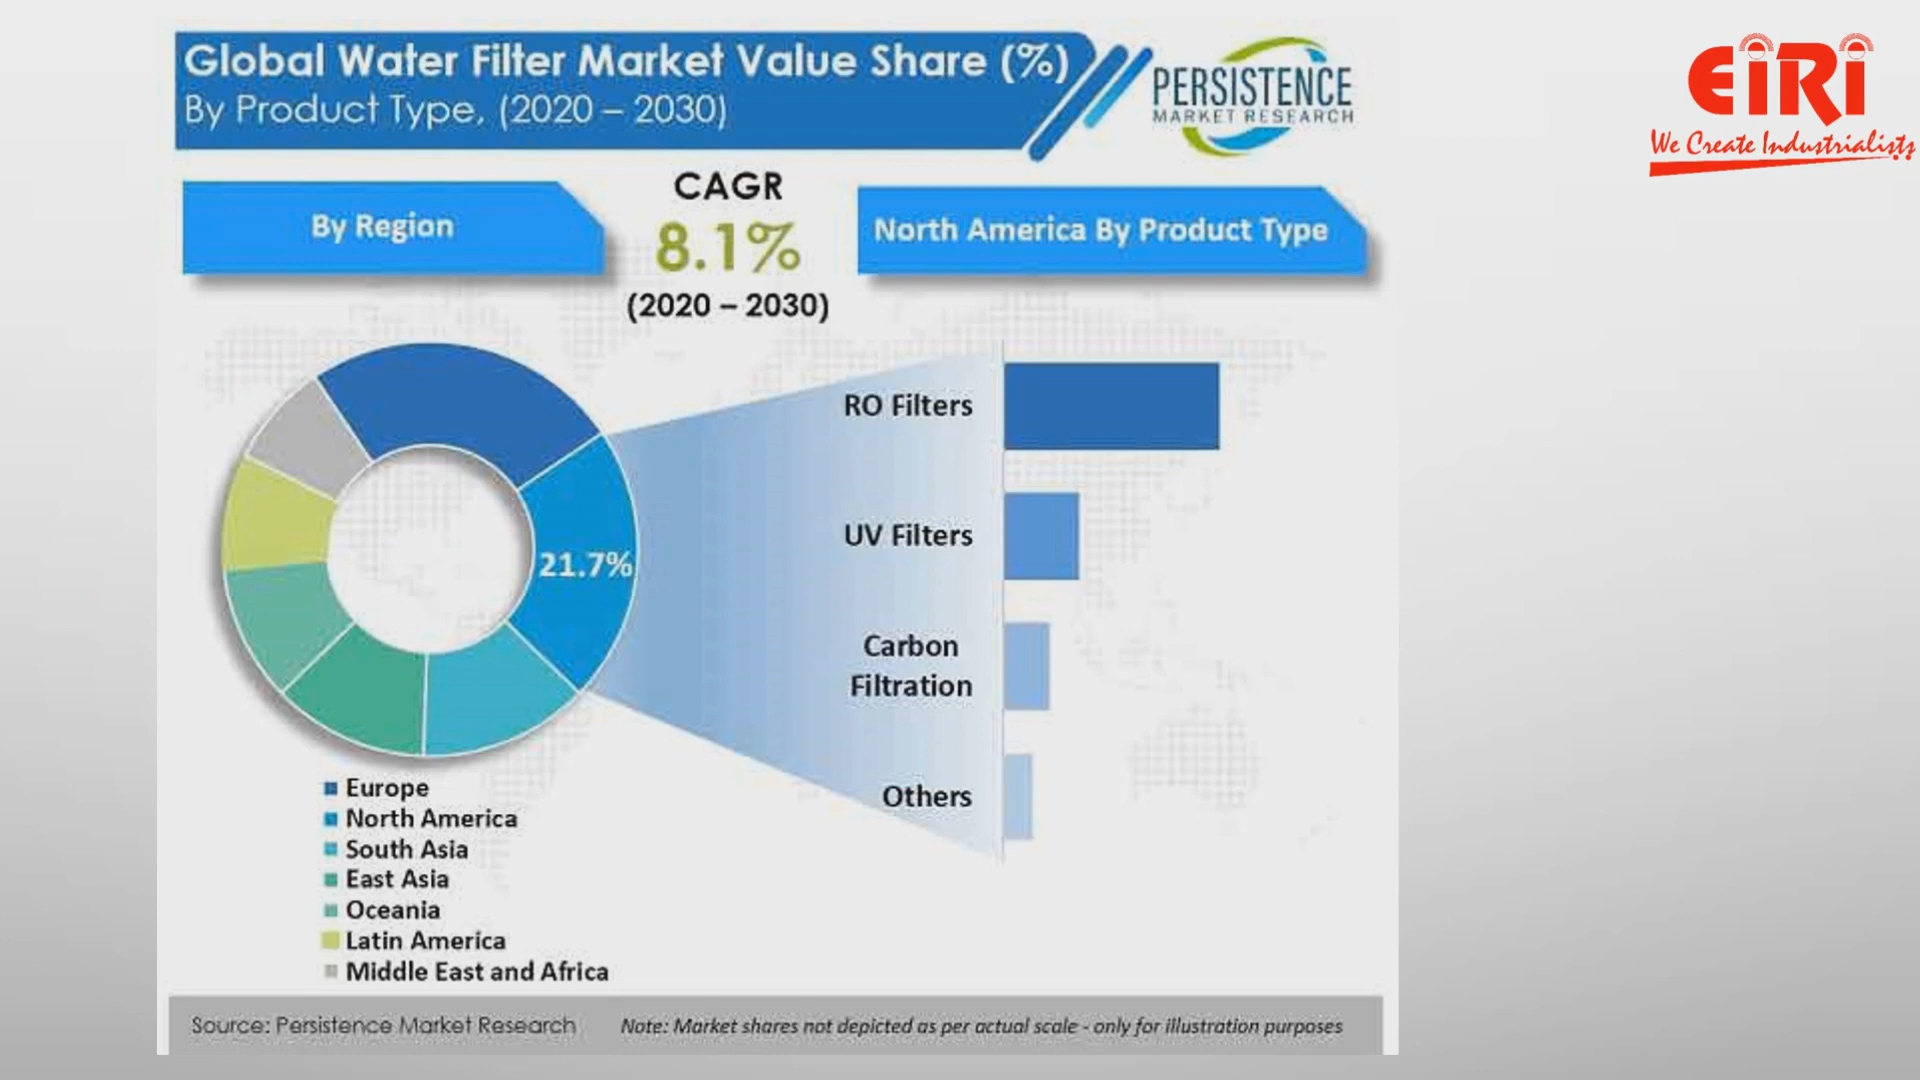 Global Water Filter Market Value Share (%)
By Product Type, (2020 – 2030)
PERSISTENCE
MARKET RESEARCH
EiRi
We Create Industrialists
By Region
CAGR
8.1%
(2020 – 2030)
North America By Product Type
21.7%
RO Filters
UV Filters
Carbon
Filtration
Others
Europe
North America
South Asia
East Asia
Oceania
Latin America
Middle East and Africa
Source: Persistence Market Research
Note: Market shares not depicted as per actual scale - only for illustration purposes